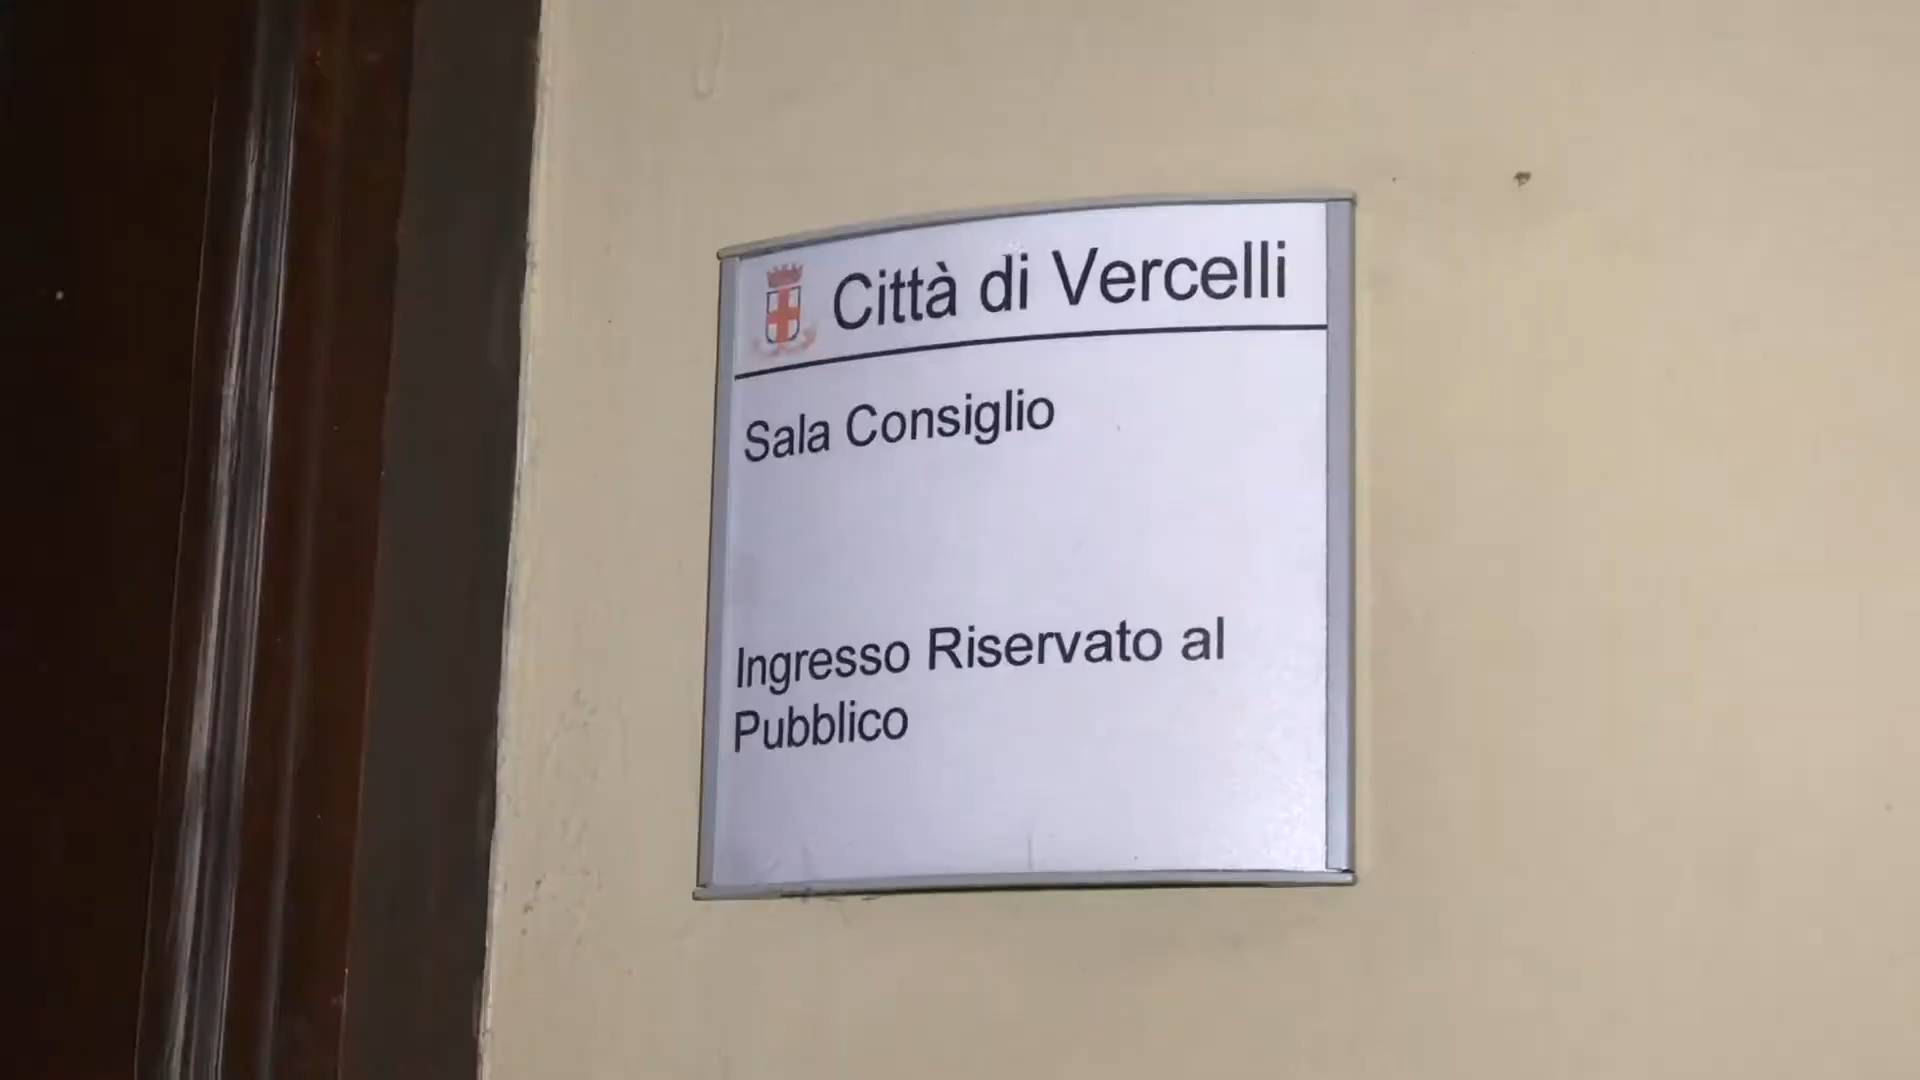 Città di Vercelli
Sala Consiglio
Ingresso Riservato al
Pubblico